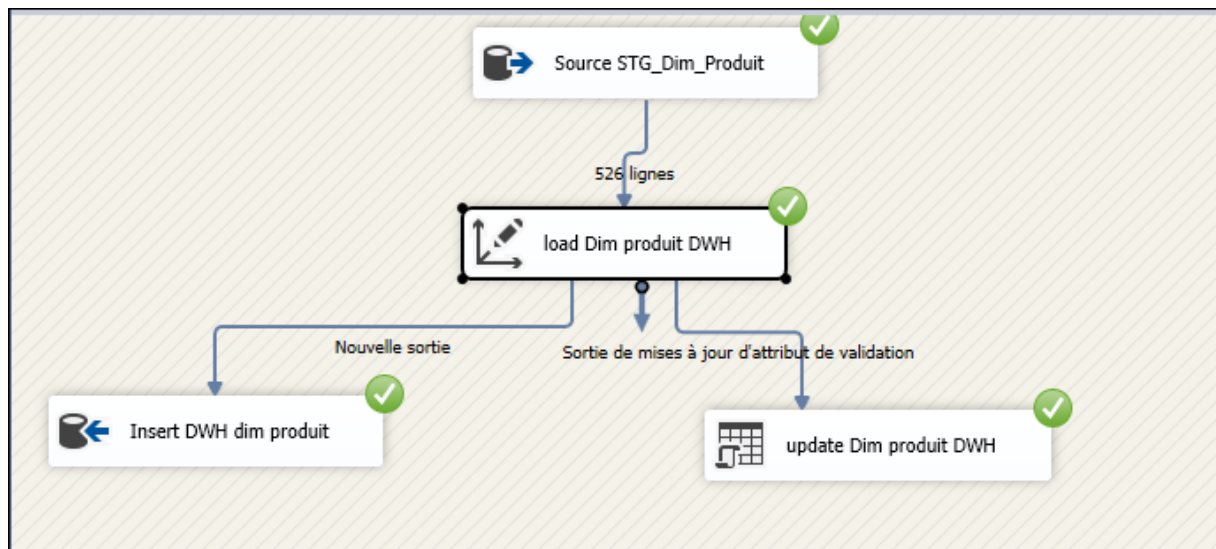 Source STG_Dim_Produit
526 lignes
load Dim produit DWH
Nouvelle sortie
Sortie de mises à jour d'attribut de validation
Insert DWH dim produit
update Dim produit DWH